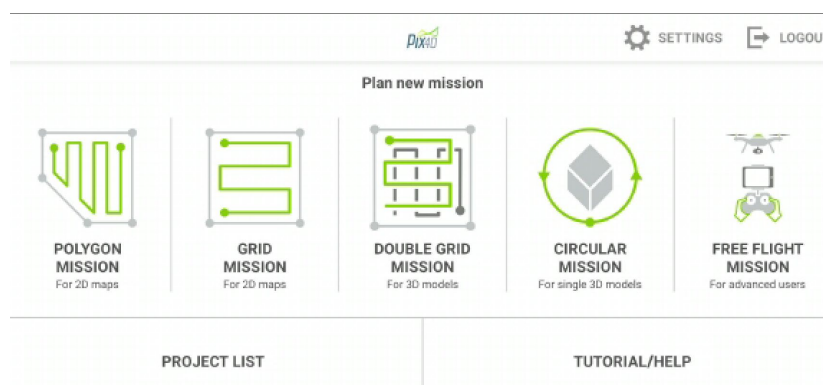 PIX4D
SETTINGS
LOGOU
Plan new mission
POLYGON
MISSION
For 2D maps
GRID
MISSION
For 2D maps
DOUBLE GRID
MISSION
For 3D models
CIRCULAR
MISSION
For single 3D models
FREE FLIGHT
MISSION
For advanced users
PROJECT LIST
TUTORIAL/HELP